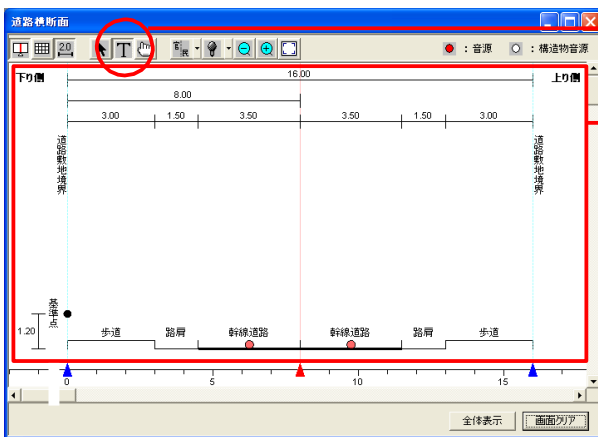 道路横断面
20 T ：音源 ：構造物音源
下り側 16.00 上り側
8.00
3.00 1.50 3.50 3.50 1.50 3.00
道路敷地境界 道路敷地境界
基準点
1.20 歩道 路肩 幹線道路 幹線道路 路肩 歩道
0 5 10 15
全体表示 画面クリア